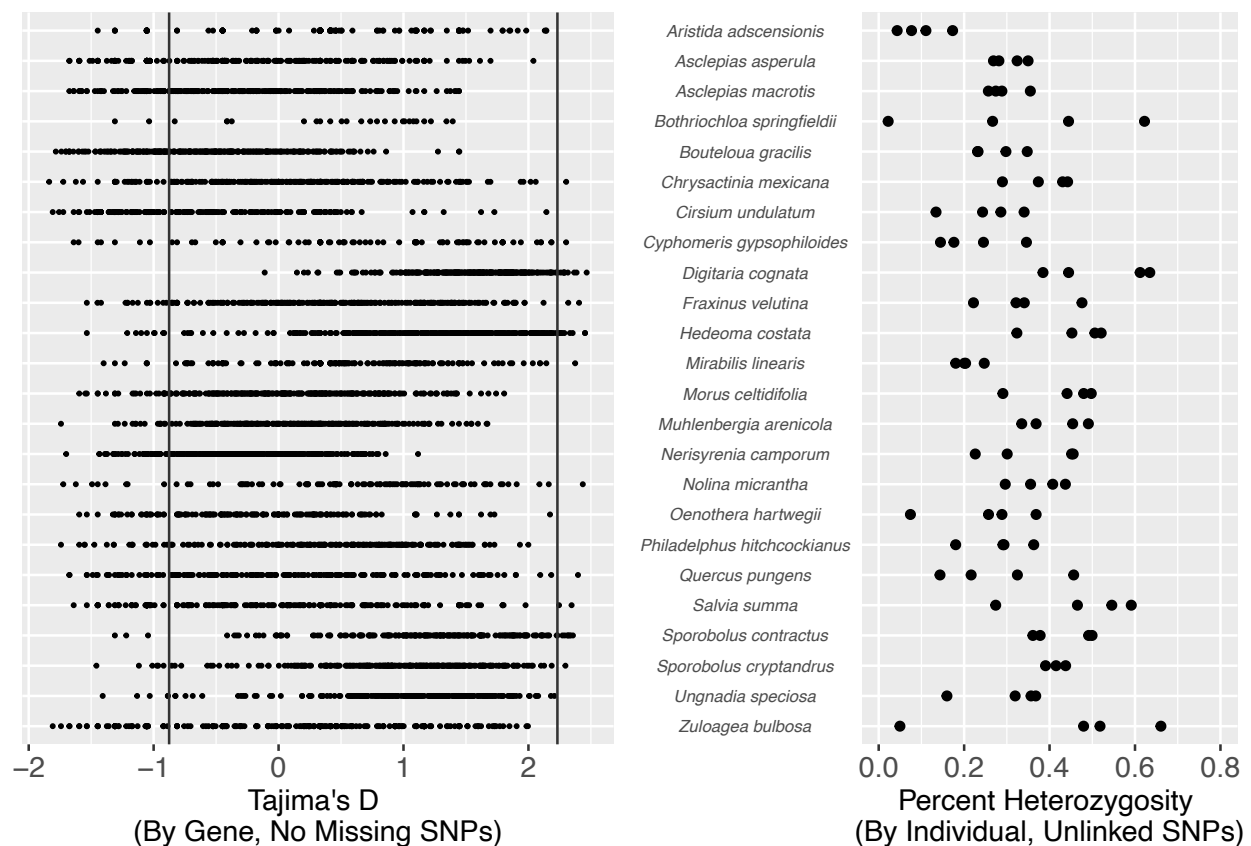 Aristida adscensionis
Asclepias asperula
Asclepias macrotis
Bothriochloa springfieldii
Bouteloua gracilis
Chrysactinia mexicana
Cirsium undulatum
Cyphomeris gypsophiloides
Digitaria cognata
Fraxinus velutina
Hedeoma costata
Mirabilis linearis
Morus celtidifolia
Muhlenbergia arenicola
Nerisyrenia camporum
Nolina micrantha
Oenothera hartwegii
Philadelphus hitchcockianus
Quercus pungens
Salvia summa
Sporobolus contractus
Sporobolus cryptandrus
Ungnadia speciosa
Zuloagea bulbosa
−2 −1 0 1 2
Tajima's D
(By Gene, No Missing SNPs)
0.0 0.2 0.4 0.6 0.8
Percent Heterozygosity
(By Individual, Unlinked SNPs)